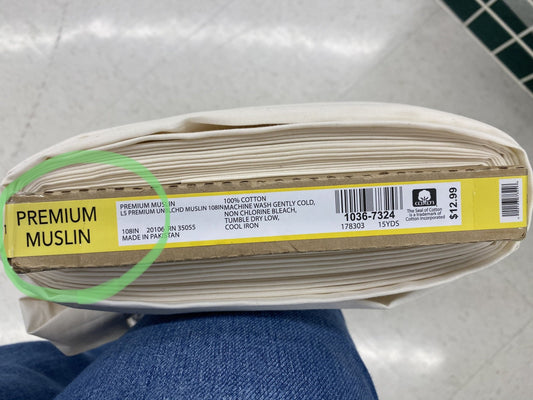 PREMIUM
MUSLIN
PREMIUM MUSLIN
LS PREMIUM UNBLCHD MUSLIN 108IN
108IN 20106 RN 35055
MADE IN PAKISTAN
100% COTTON
MACHINE WASH GENTLY COLD,
NON CHLORINE BLEACH,
TUMBLE DRY LOW,
COOL IRON
1036-7324
178303 15YDS
COTTON
The Seal of Cotton
is a trademark of
Cotton Incorporated
$12.99